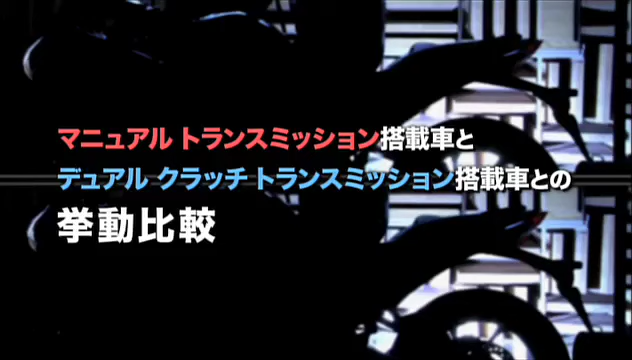 マニュアル トランスミッション搭載車と
デュアル クラッチ トランスミッション搭載車との
挙動比較